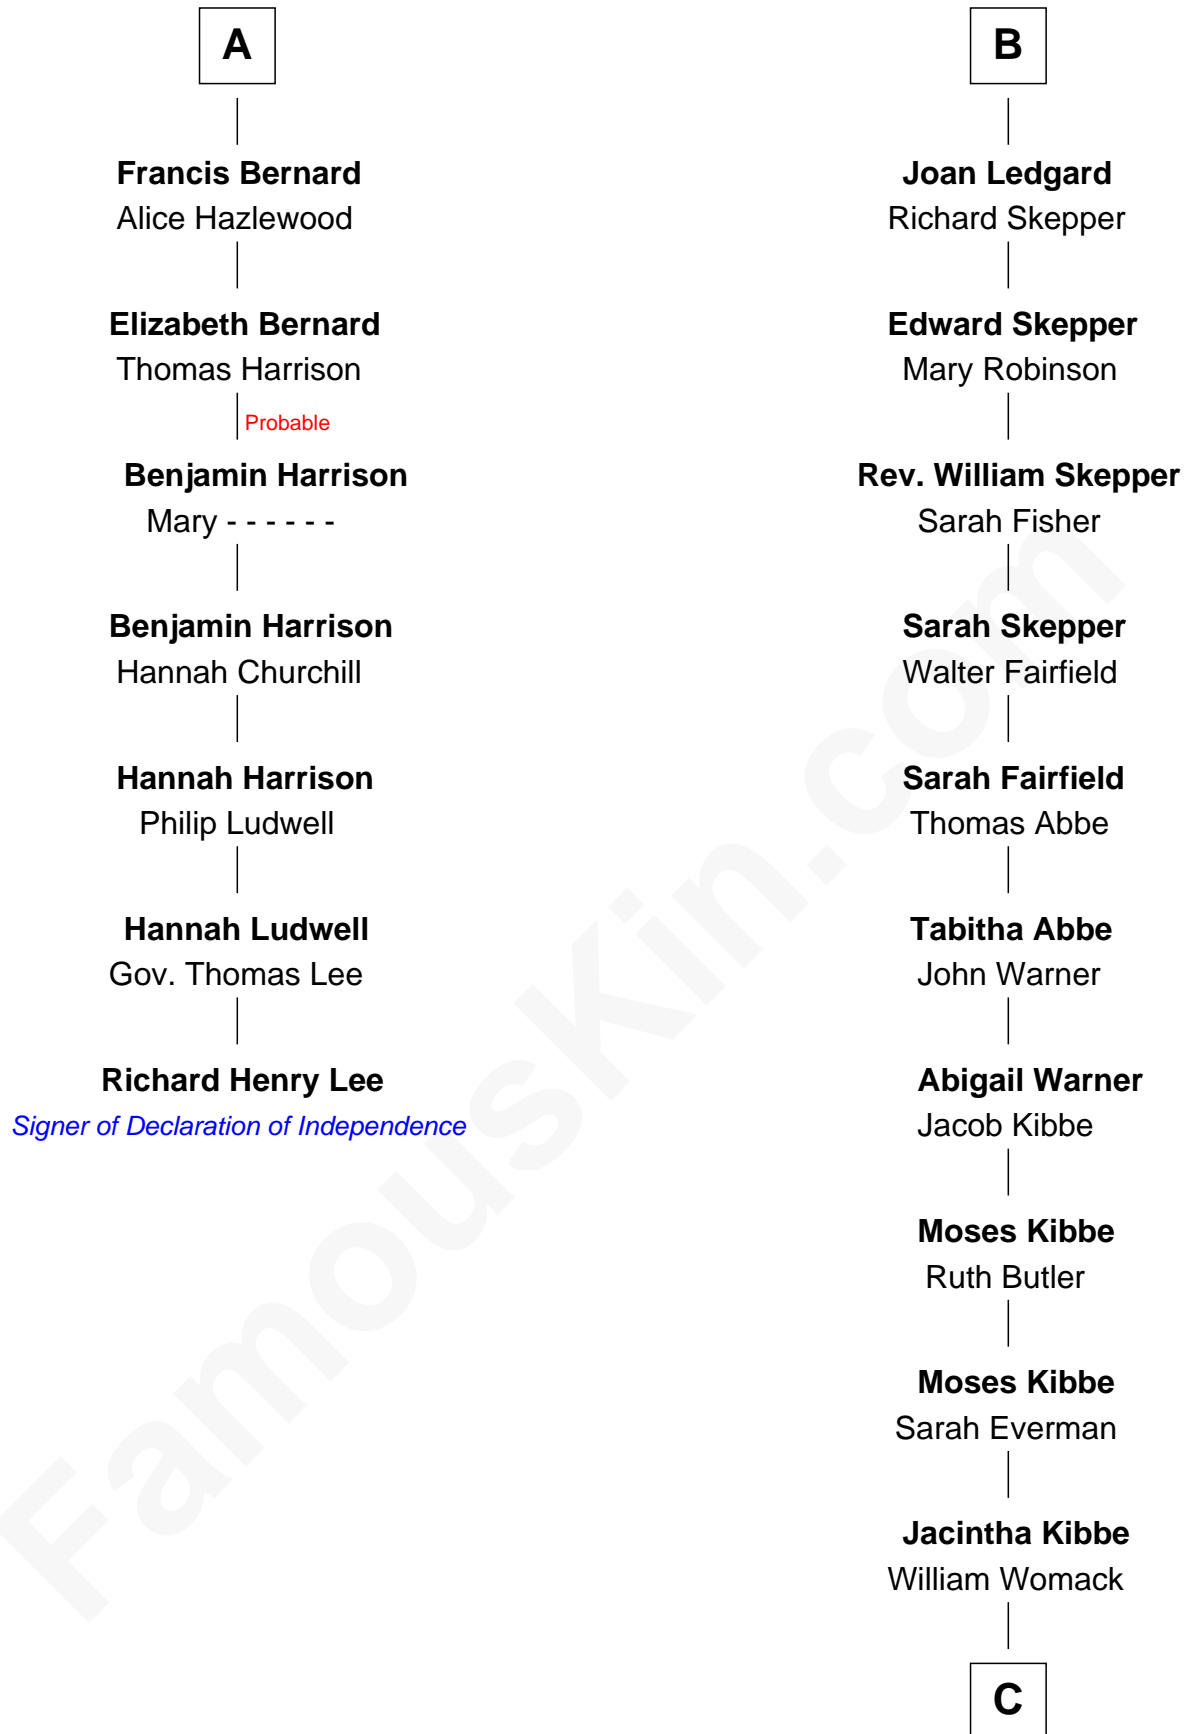 A
Francis Bernard
Alice Hazlewood
Elizabeth Bernard
Thomas Harrison
Probable
Benjamin Harrison
Mary - - - - - -
Benjamin Harrison
Hannah Churchill
Hannah Harrison
Philip Ludwell
Hannah Ludwell
Gov. Thomas Lee
Richard Henry Lee
Signer of Declaration of Independence
B
Joan Ledgard
Richard Skepper
Edward Skepper
Mary Robinson
Rev. William Skepper
Sarah Fisher
Sarah Skepper
Walter Fairfield
Sarah Fairfield
Thomas Abbe
Tabitha Abbe
John Warner
Abigail Warner
Jacob Kibbe
Moses Kibbe
Ruth Butler
Moses Kibbe
Sarah Everman
Jacintha Kibbe
William Womack
C
FamousKin.com